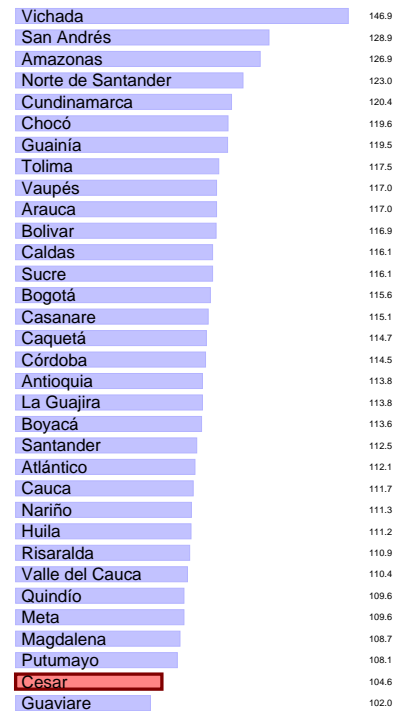 Vichada 146.9
San Andrés 128.9
Amazonas 126.9
Norte de Santander 123.0
Cundinamarca 120.4
Chocó 119.6
Guainía 119.5
Tolima 117.5
Vaupés 117.0
Arauca 117.0
Bolivar 116.9
Caldas 116.1
Sucre 116.1
Bogotá 115.6
Casanare 115.1
Caquetá 114.7
Córdoba 114.5
Antioquia 113.8
La Guajira 113.8
Boyacá 113.6
Santander 112.5
Atlántico 112.1
Cauca 111.7
Nariño 111.3
Huila 111.2
Risaralda 110.9
Valle del Cauca 110.4
Quindío 109.6
Meta 109.6
Magdalena 108.7
Putumayo 108.1
Cesar 104.6
Guaviare 102.0